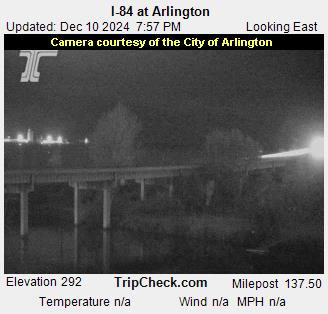 I-84 at Arlington
Updated: Dec 10 2024 7:57 PM Looking East
Camera courtesy of the City of Arlington
Elevation 292 TripCheck.com Milepost 137.50
Temperature n/a Wind n/a MPH n/a